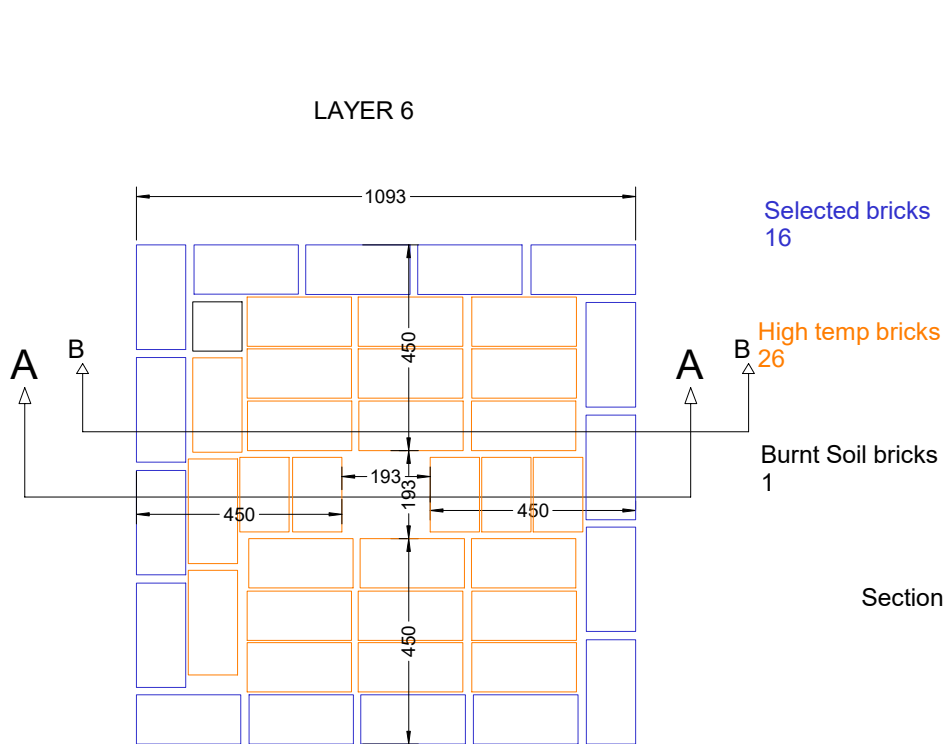 LAYER 6
1093
Selected bricks
16
High temp bricks
26
A
B
450
A
B
Burnt Soil bricks
1
193
193
450
450
Section
450